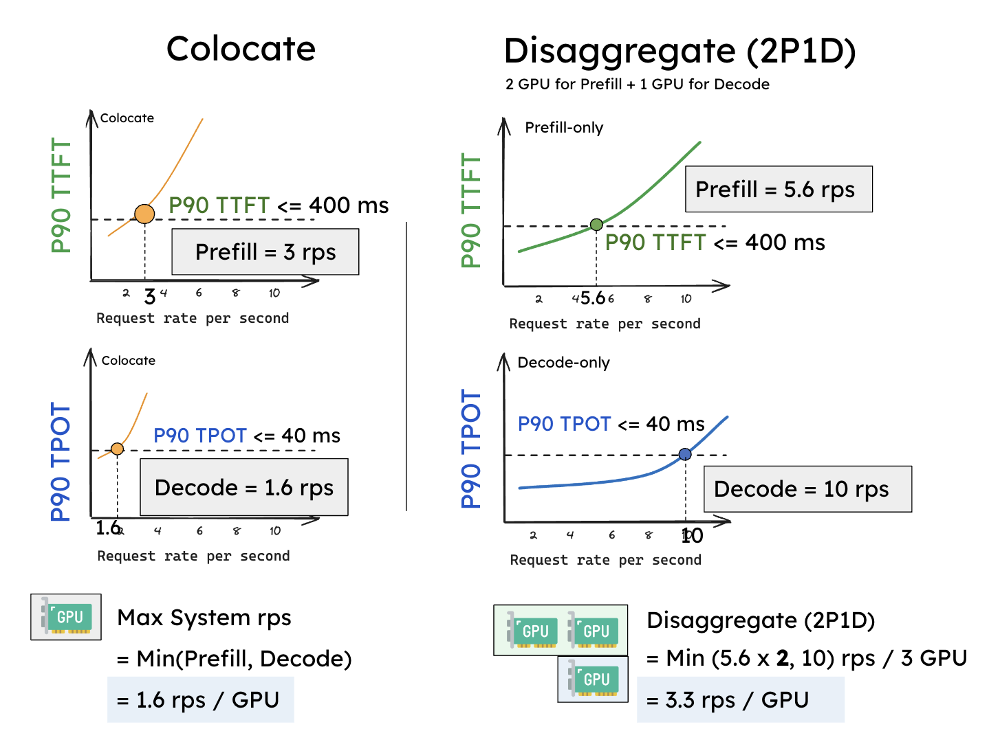 Colocate
P90 TTFT
Colocate
P90 TTFT <= 400 ms
Prefill = 3 rps
2 3 4 6 8 10
Request rate per second
P90 TPOT
Colocate
P90 TPOT <= 40 ms
Decode = 1.6 rps
1.6 2 4 6 8 10
Request rate per second
GPU
Max System rps
= Min(Prefill, Decode)
= 1.6 rps / GPU
Disaggregate (2P1D)
2 GPU for Prefill + 1 GPU for Decode
P90 TTFT
Prefill-only
Prefill = 5.6 rps
P90 TTFT <= 400 ms
2 4 5.6 6 8 10
Request rate per second
P90 TPOT
Decode-only
P90 TPOT <= 40 ms
Decode = 10 rps
2 4 6 8 10 10
Request rate per second
GPU GPU
GPU
Disaggregate (2P1D)
= Min (5.6 x 2, 10) rps / 3 GPU
= 3.3 rps / GPU